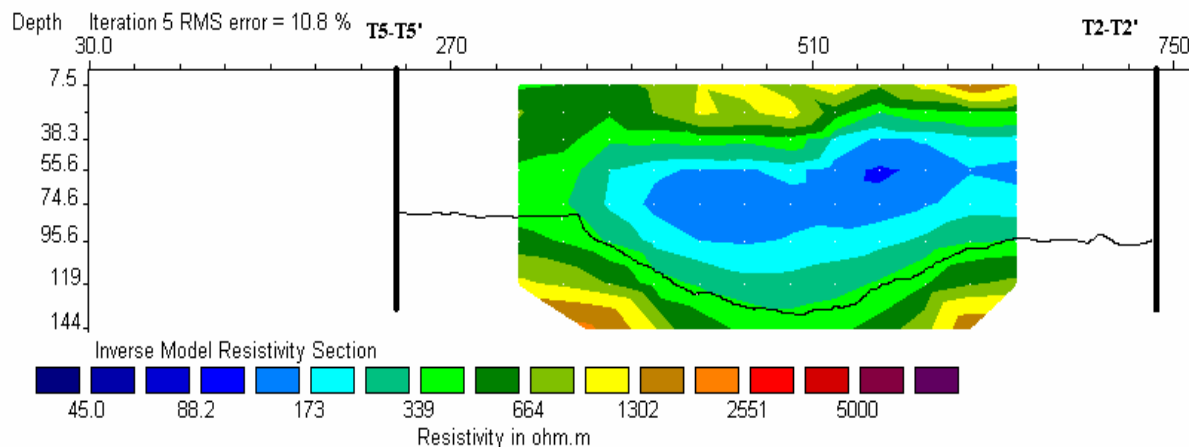 Depth Iteration 5 RMS error = 10.8 % T5-T5' T2-T2'
30.0 270 510 750
7.5
38.3
55.6
74.6
95.6
119
144
Inverse Model Resistivity Section
45.0 88.2 173 339 664 1302 2551 5000
Resistivity in ohm.m